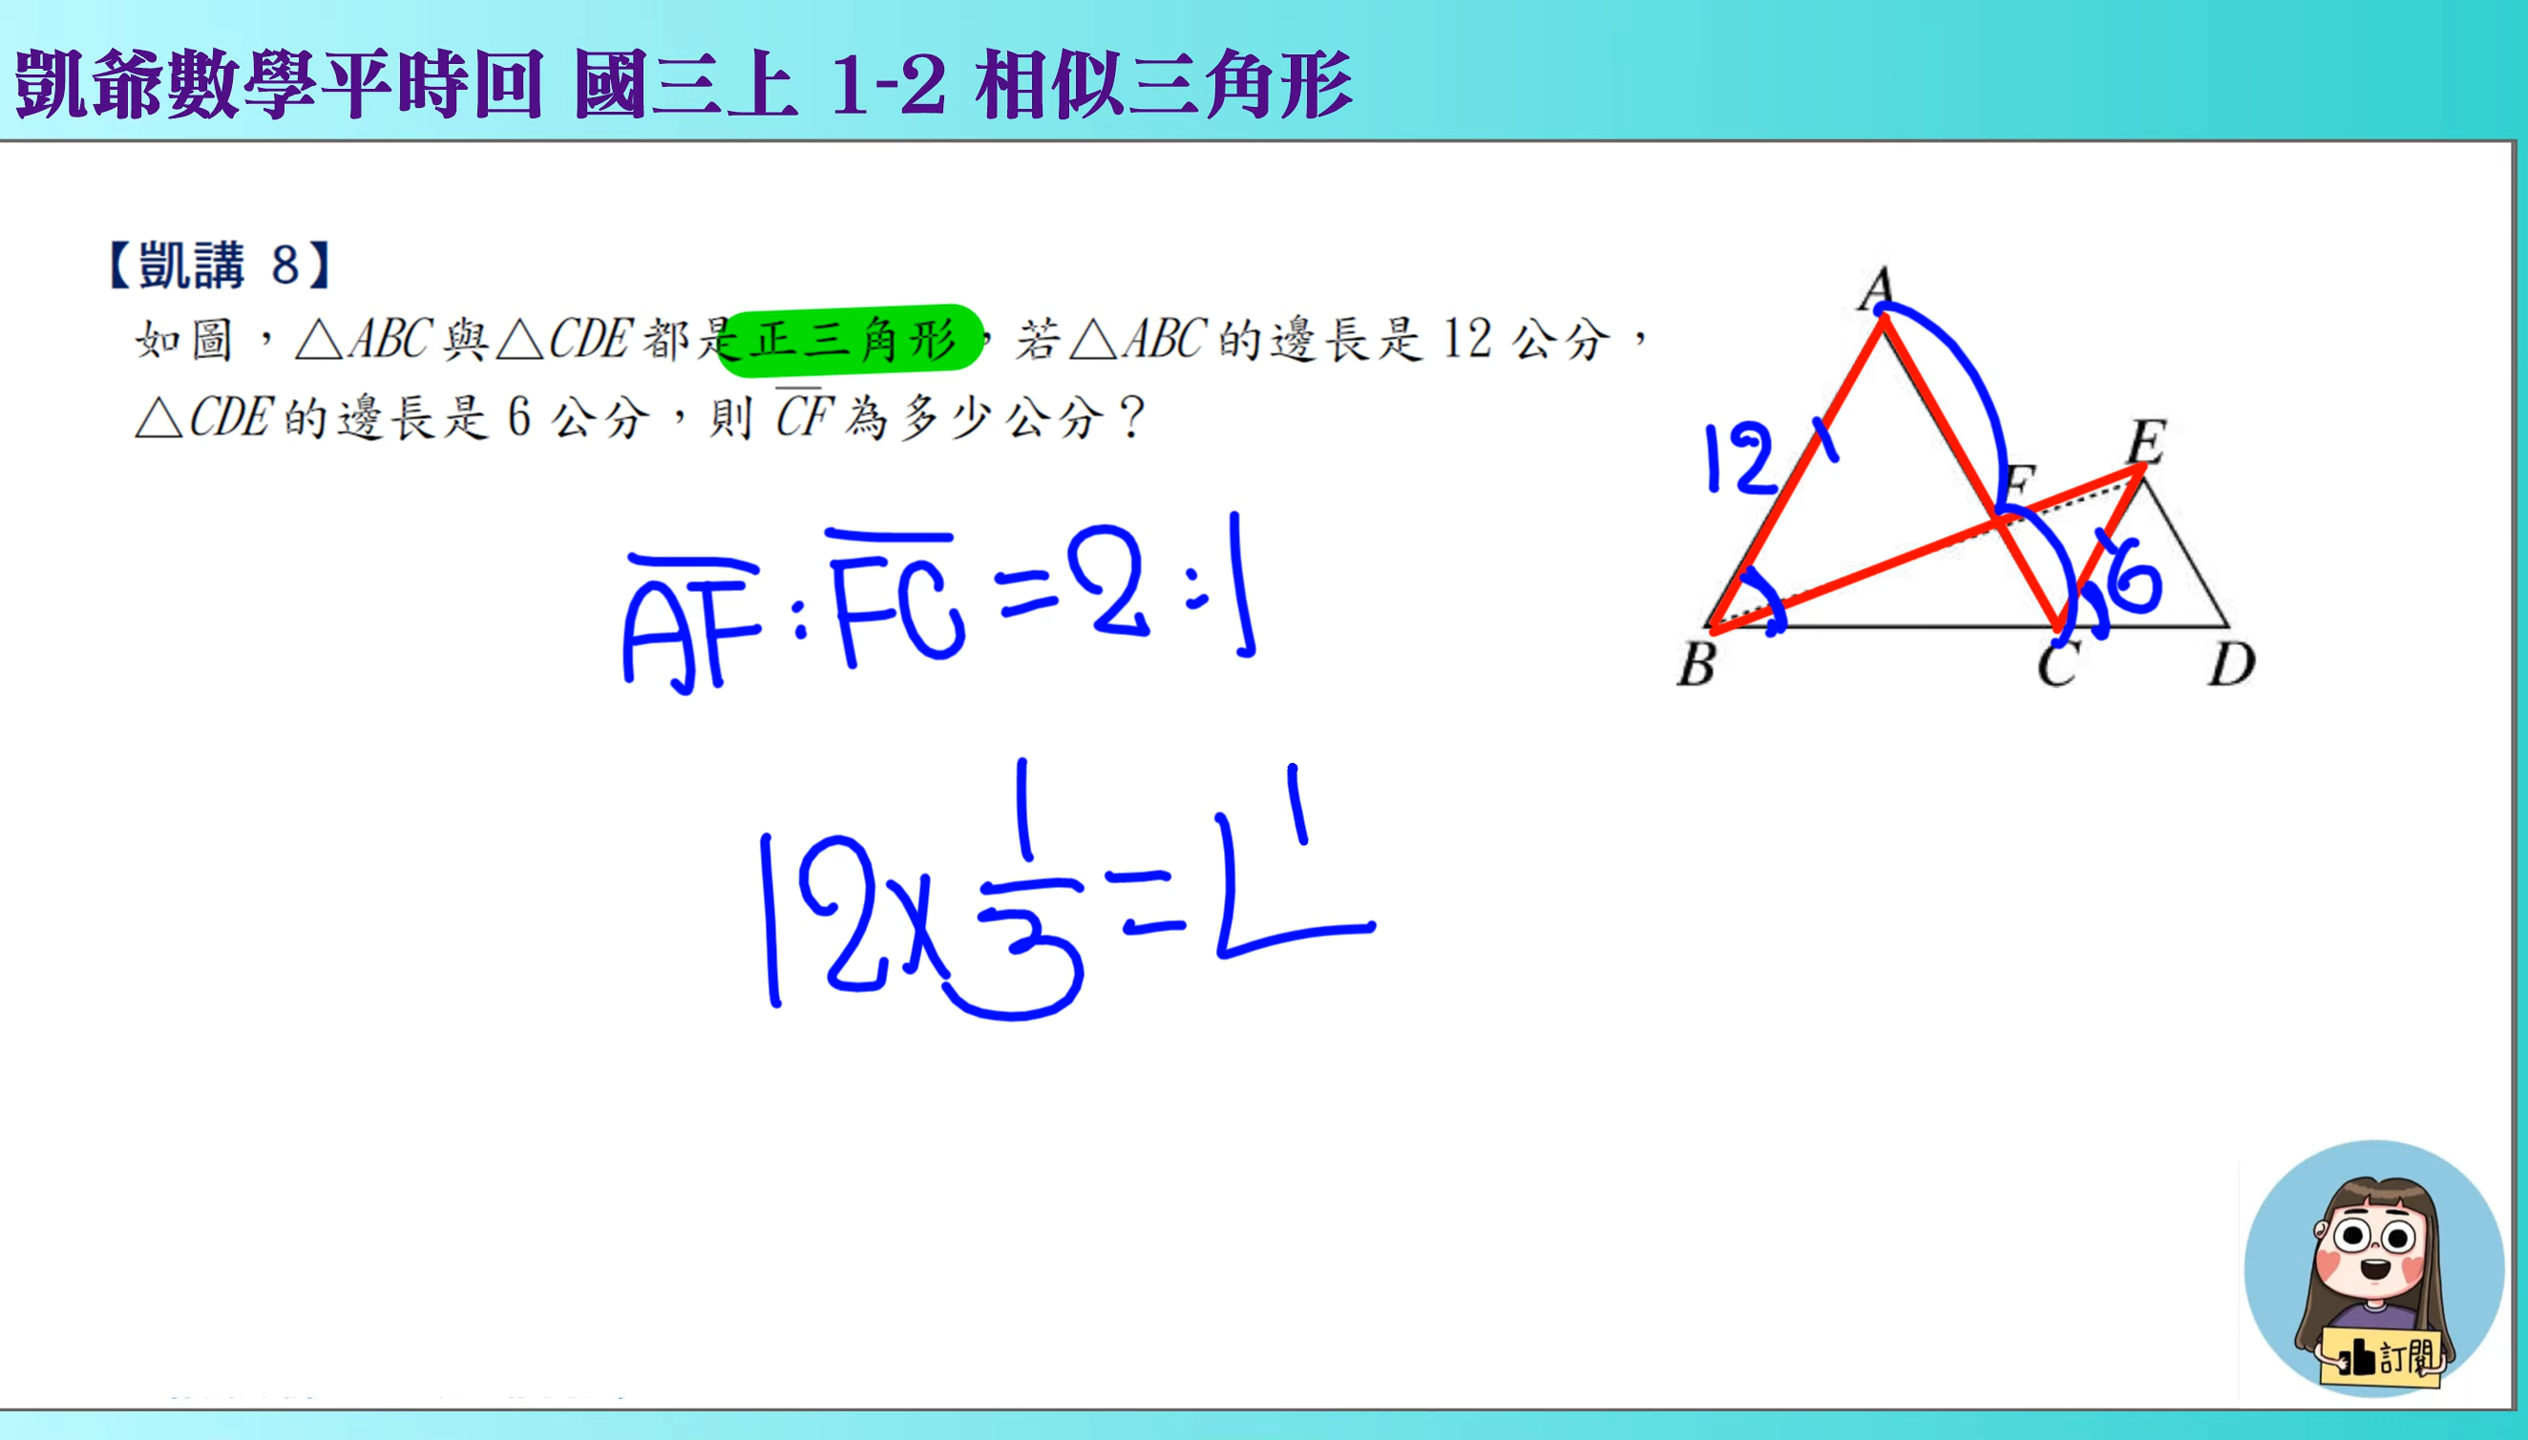 凱爺數學平時回 國三上 1-2 相似三角形
【凱講 8】
如圖，△ABC與△CDE都是正三角形，若△ABC的邊長是12公分，
△CDE的邊長是6公分，則 CF 為多少公分？
AF : FC = 2 : 1
12 × 1/3 =
A
12
F
E
6
B
C
D
訂閱